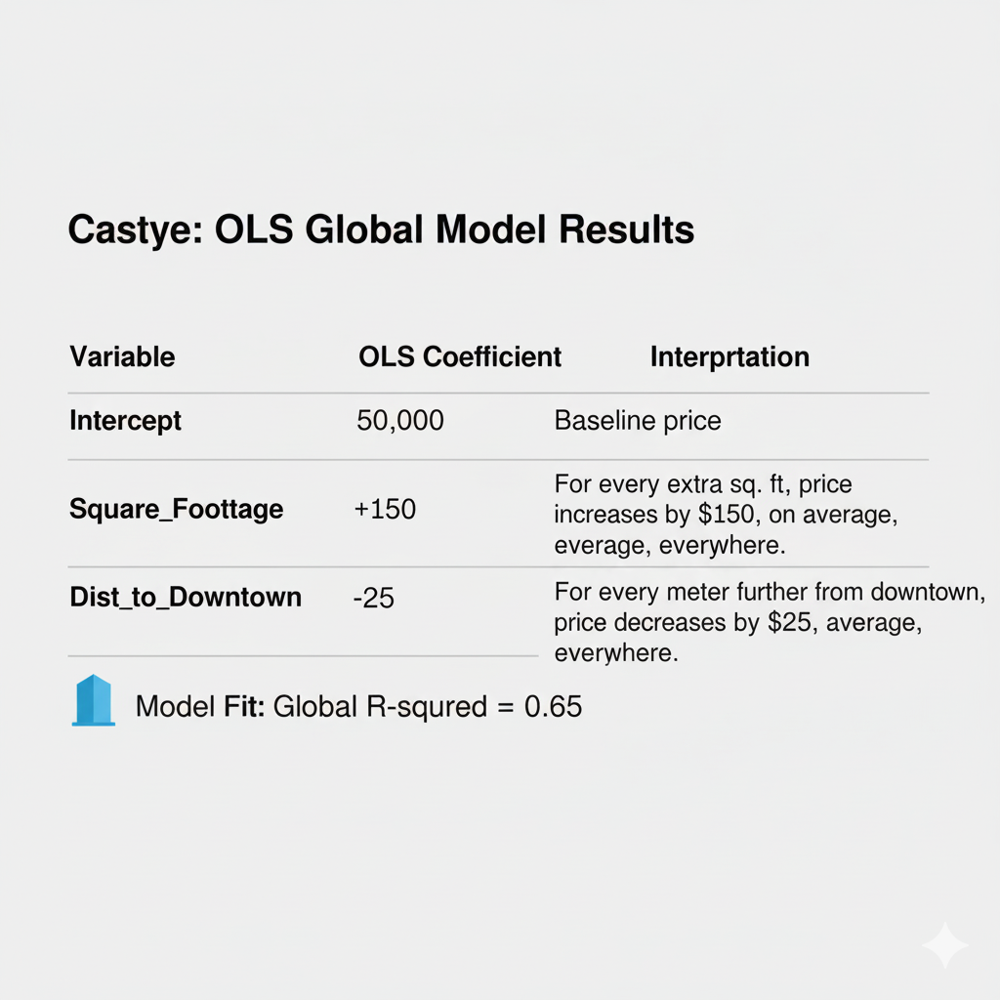 Castye: OLS Global Model Results
Variable OLS Coefficient Interprtation
Intercept 50,000 Baseline price
Square_Foottage +150 For every extra sq. ft, price
increases by $150, on average,
everage, everywhere.
Dist_to_Downtown -25 For every meter further from downtown,
price decreases by $25, average,
everywhere.
Model Fit: Global R-squred = 0.65